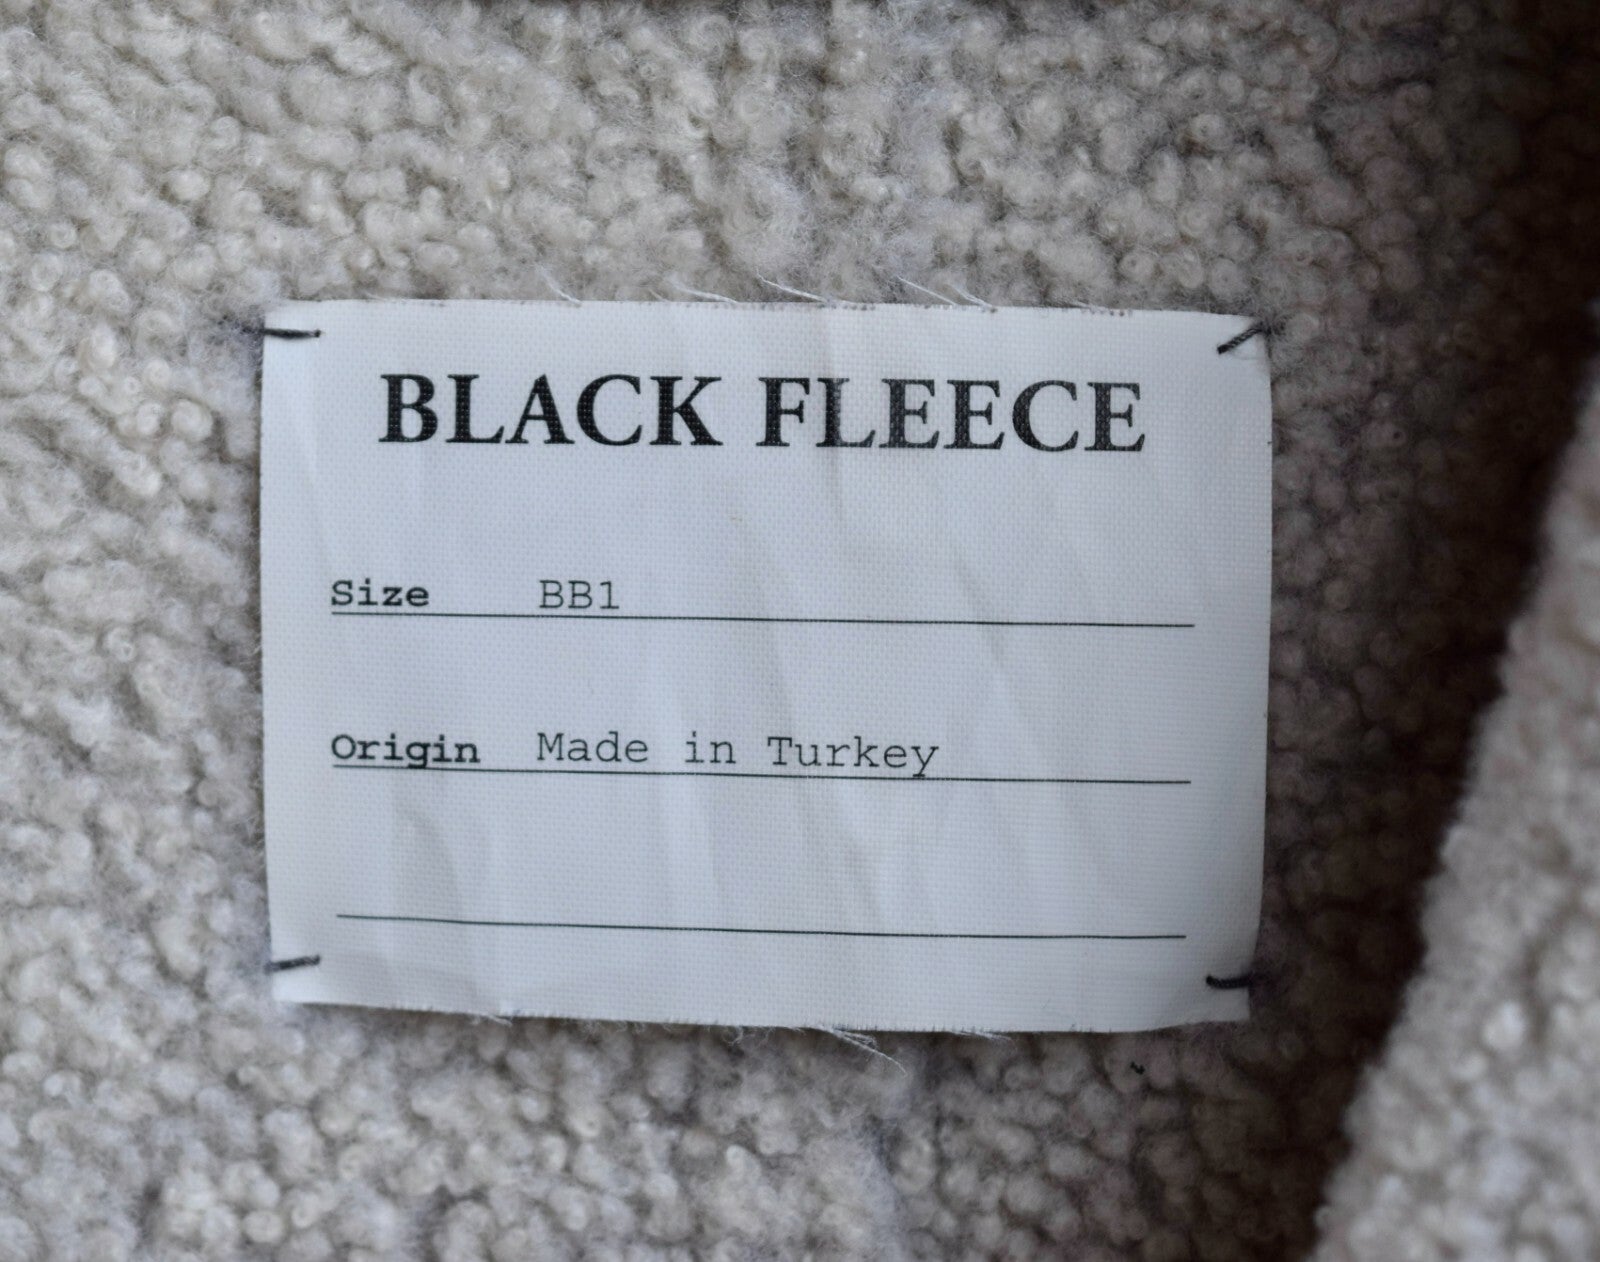 BLACK FLEECE
Size BB1
Origin Made in Turkey